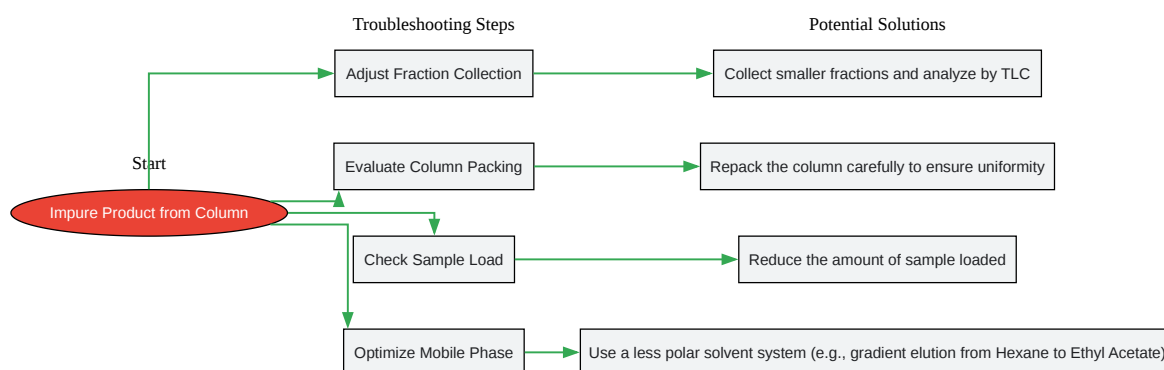 Troubleshooting Steps
Potential Solutions
Adjust Fraction Collection
Collect smaller fractions and analyze by TLC
Start
Evaluate Column Packing
Repack the column carefully to ensure uniformity
Impure Product from Column
Check Sample Load
Reduce the amount of sample loaded
Optimize Mobile Phase
Use a less polar solvent system (e.g., gradient elution from Hexane to Ethyl Acetate)